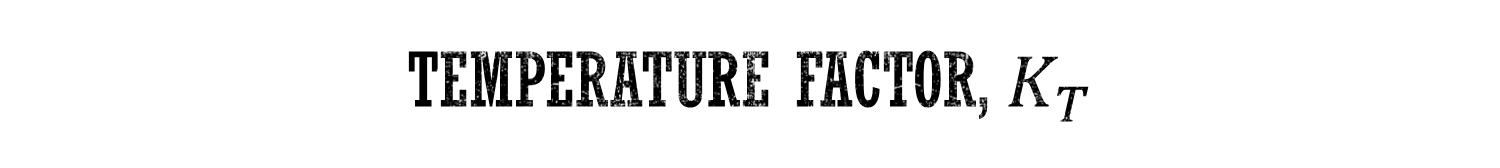 TEMPERATURE FACTOR, K_T